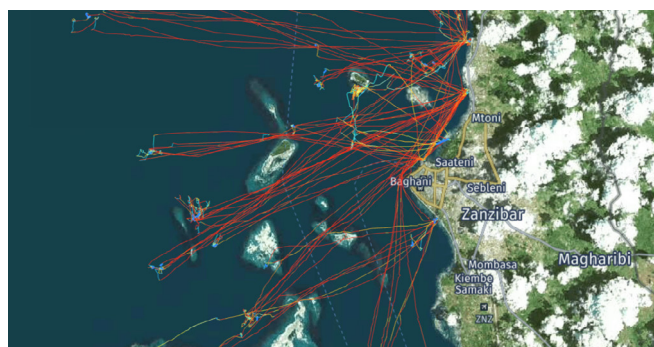 Mtoni
Saateni
Baghani
Sebleni
Zanzibar
Magharibi
Mombasa
Kiembe
Samaki
ZNZ